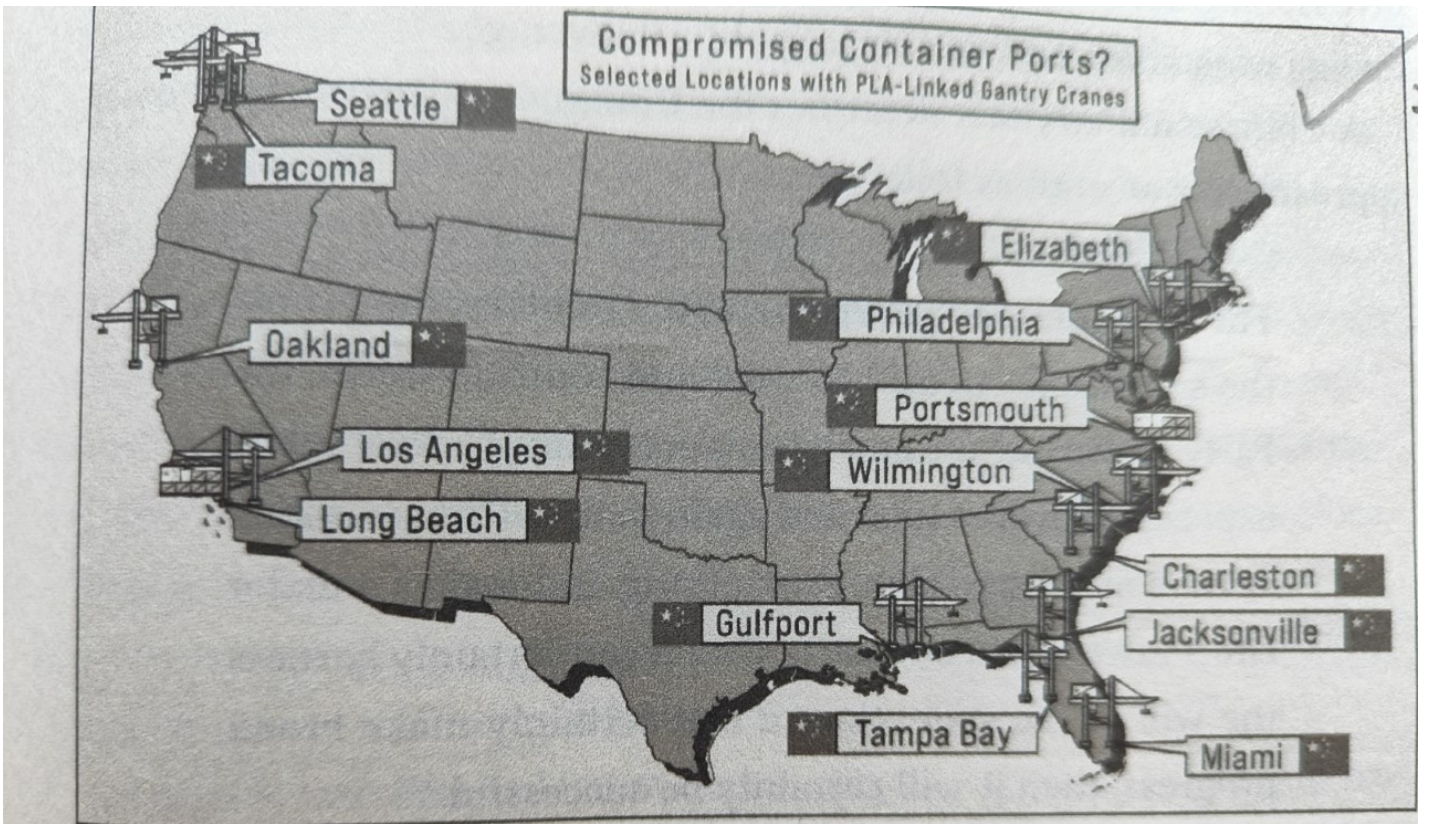 Compromised Container Ports?
Selected Locations with PLA-Linked Gantry Cranes
Seattle
Tacoma
Elizabeth
Philadelphia
Oakland
Portsmouth
Los Angeles
Wilmington
Long Beach
Charleston
Gulfport
Jacksonville
Tampa Bay
Miami